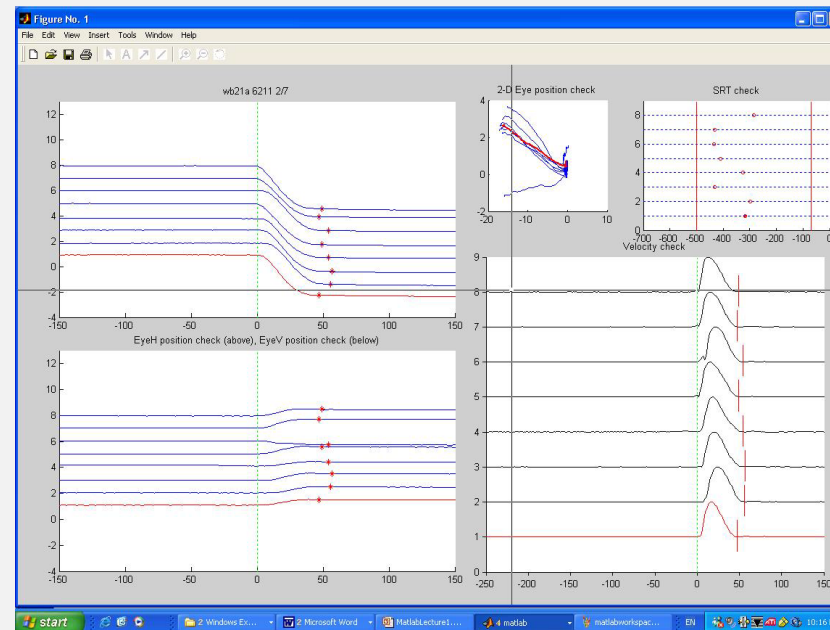 Figure No. 1
File Edit View Insert Tools Window Help
wb21a 6211 2/7
12
10
8
6
4
2
0
-2
-4
-150 -100 -50 0 50 100 150
EyeH position check (above), EyeV position check (below)
12
10
8
6
4
2
0
-2
-4
-150 -100 -50 0 50 100 150
2-D Eye position check
4
2
0
-2
-10 0 10
SRT check
8
6
4
2
0
-700 -600 -500 -400 -300 -200 -100
Velocity check
9
8
7
6
5
4
3
2
1
0
-250 -200 -150 -100 -50 0 50 100 150
start 2 Windows Ex... 2 Microsoft Word MatlabLecture1.... 4 matlab matlabworkspac... EN 10:16